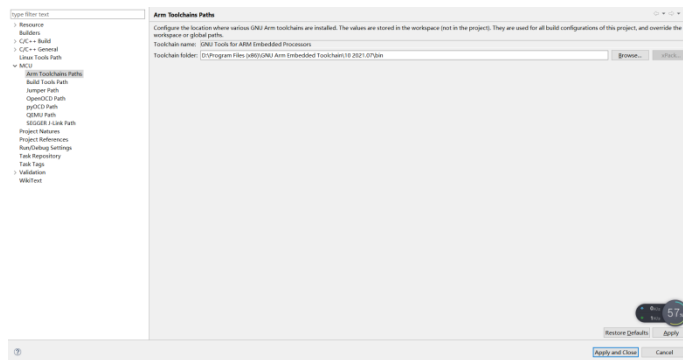 type filter text
Resource
Builders
C/C++ Build
C/C++ General
Linux Tools Path
MCU
Arm Toolchains Paths
Build Tools Path
Jumper Path
OpenOCD Path
pyOCD Path
QEMU Path
SEGGER J-Link Path
Project Natures
Project References
Run/Debug Settings
Task Repository
Task Tags
Validation
WikiText
Arm Toolchains Paths
Configure the location where various GNU Arm toolchains are installed. The values are stored in the workspace (not in the project). They are used for all build configurations of this project, and override the
workspace or global paths.
Toolchain name: GNU Tools for ARM Embedded Processors
Toolchain folder: D:\Program Files (x86)\GNU Arm Embedded Toolchain\10 2021.07\bin
Browse...
xPack...
57
Restore Defaults
Apply
Apply and Close
Cancel